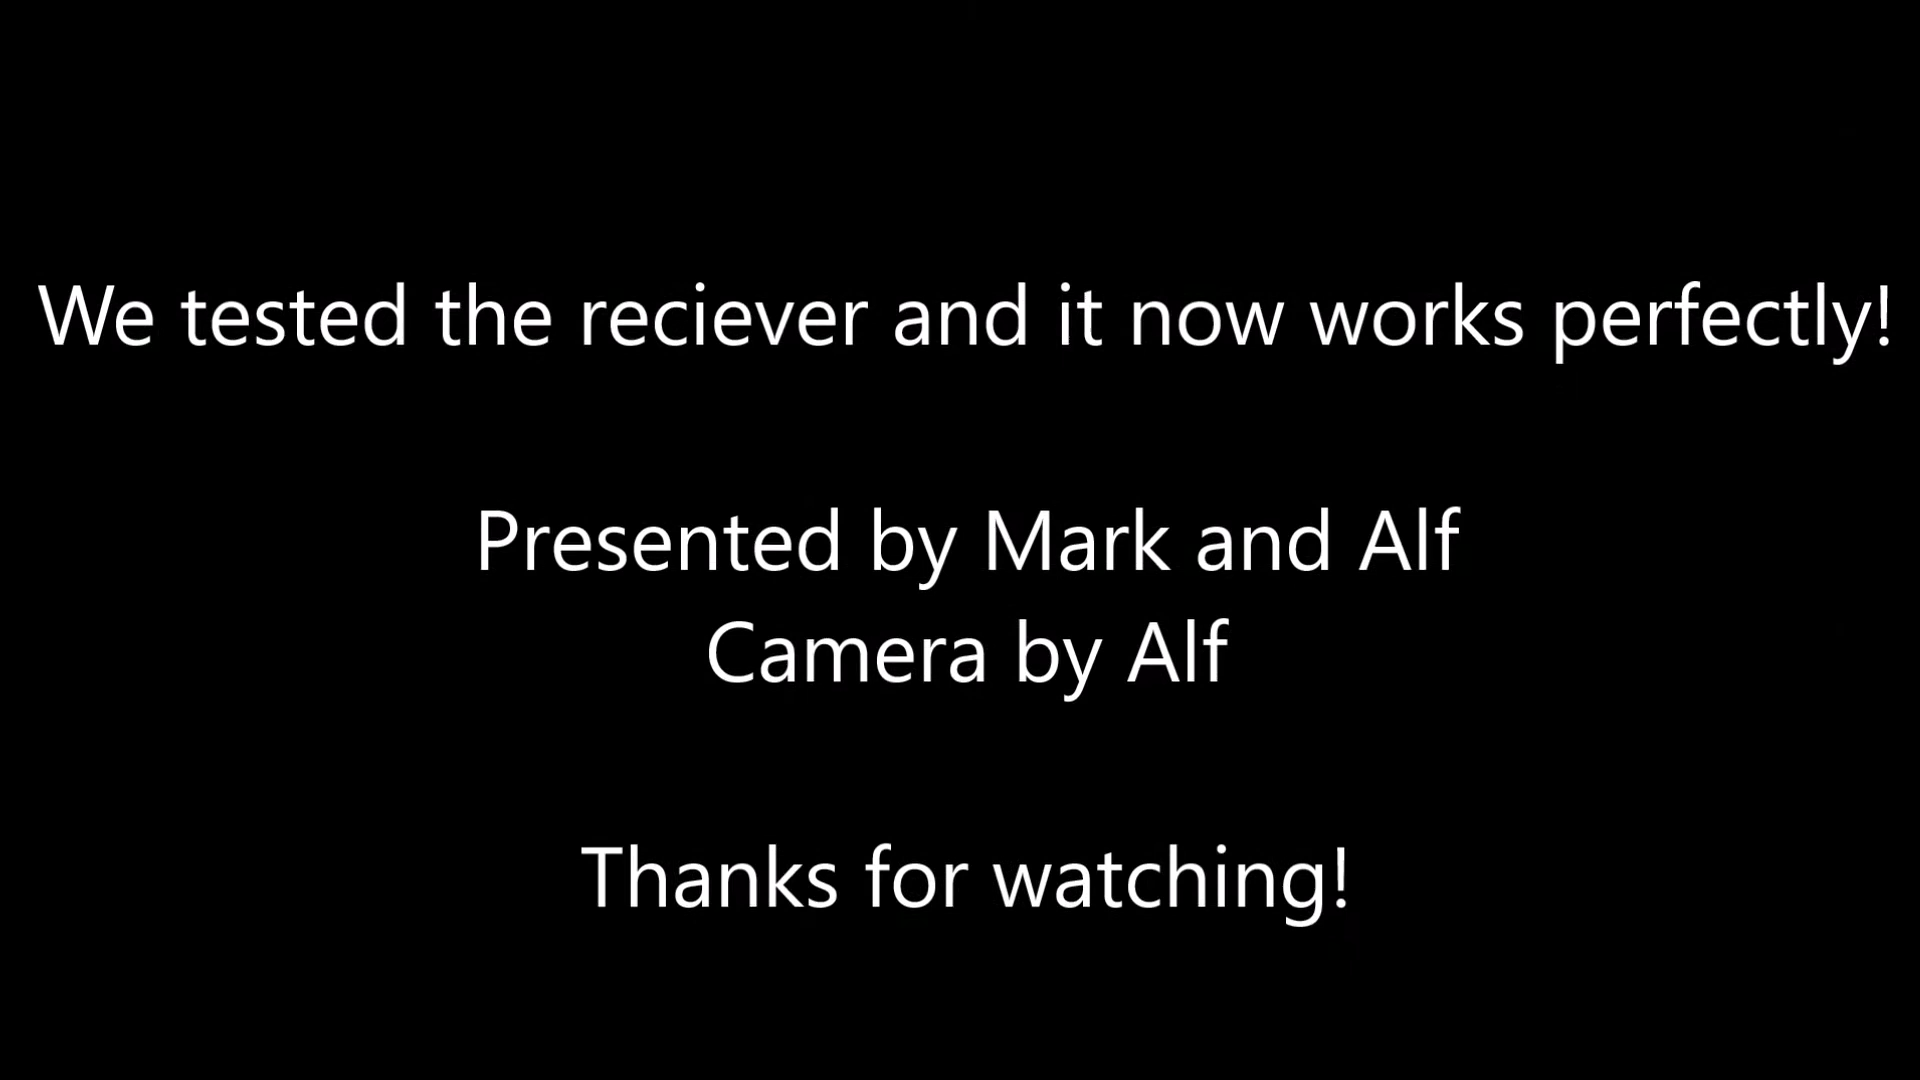 We tested the reciever and it now works perfectly!
Presented by Mark and Alf
Camera by Alf
Thanks for watching!